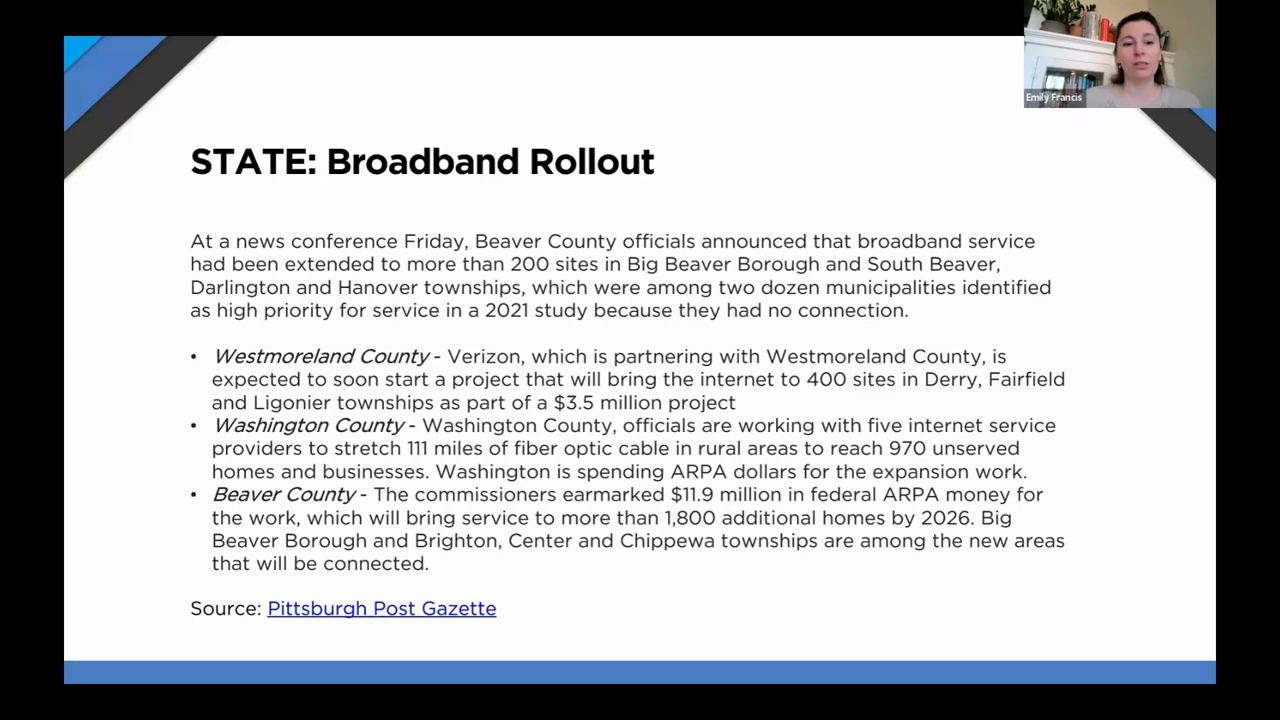 Emily Francis
STATE: Broadband Rollout
At a news conference Friday, Beaver County officials announced that broadband service
had been extended to more than 200 sites in Big Beaver Borough and South Beaver,
Darlington and Hanover townships, which were among two dozen municipalities identified
as high priority for service in a 2021 study because they had no connection.
• Westmoreland County - Verizon, which is partnering with Westmoreland County, is
expected to soon start a project that will bring the internet to 400 sites in Derry, Fairfield
and Ligonier townships as part of a $3.5 million project
• Washington County - Washington County, officials are working with five internet service
providers to stretch 111 miles of fiber optic cable in rural areas to reach 970 unserved
homes and businesses. Washington is spending ARPA dollars for the expansion work.
• Beaver County - The commissioners earmarked $11.9 million in federal ARPA money for
the work, which will bring service to more than 1,800 additional homes by 2026. Big
Beaver Borough and Brighton, Center and Chippewa townships are among the new areas
that will be connected.
Source: Pittsburgh Post Gazette